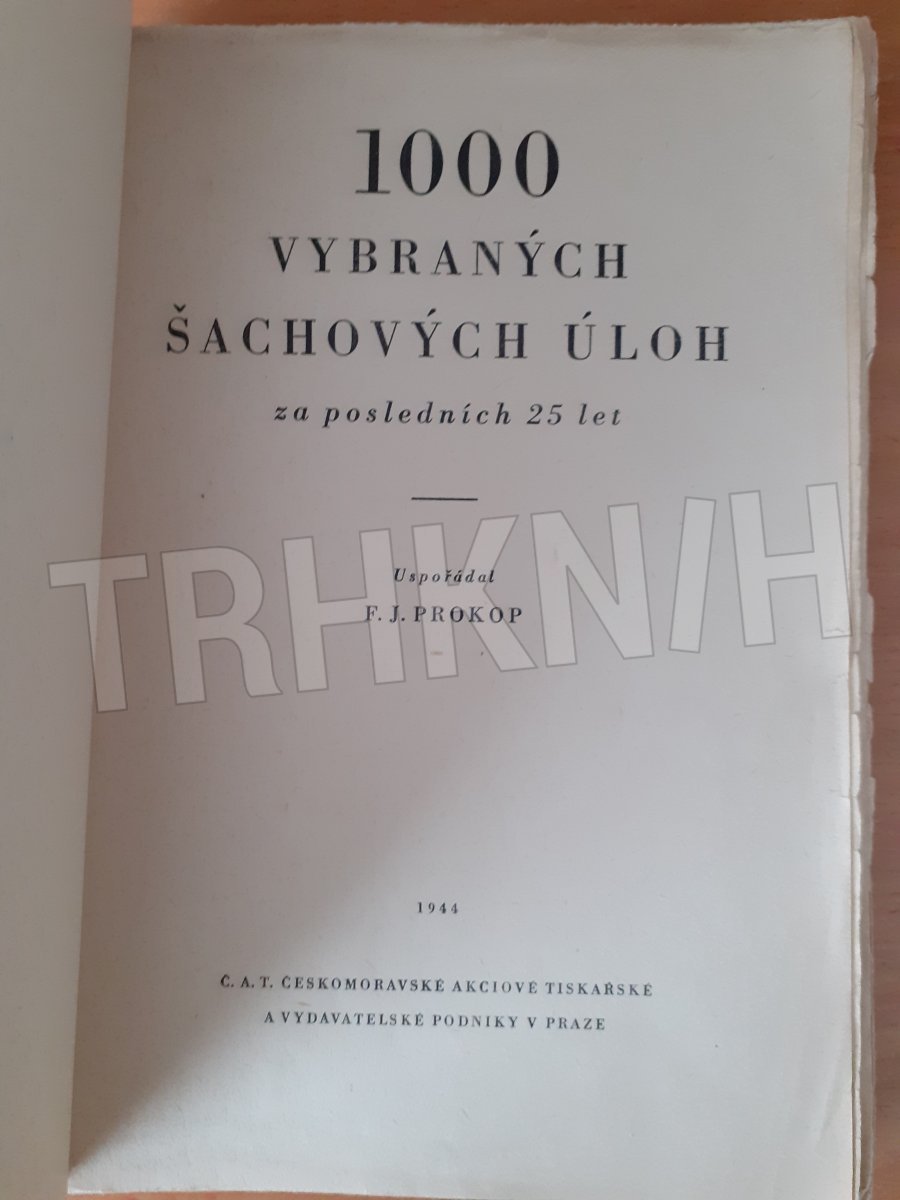 1000
VYBRANÝCH
ŠACHOVÝCH ÚLOH
za posledních 25 let
TRHKNIH
Uspořádal
F. J. PROKOP
1944
Č. A. T. ČESKOMORAVSKÉ AKCIOVÉ TISKAŘSKÉ
A VYDAVATELSKÉ PODNIKY V PRAZE